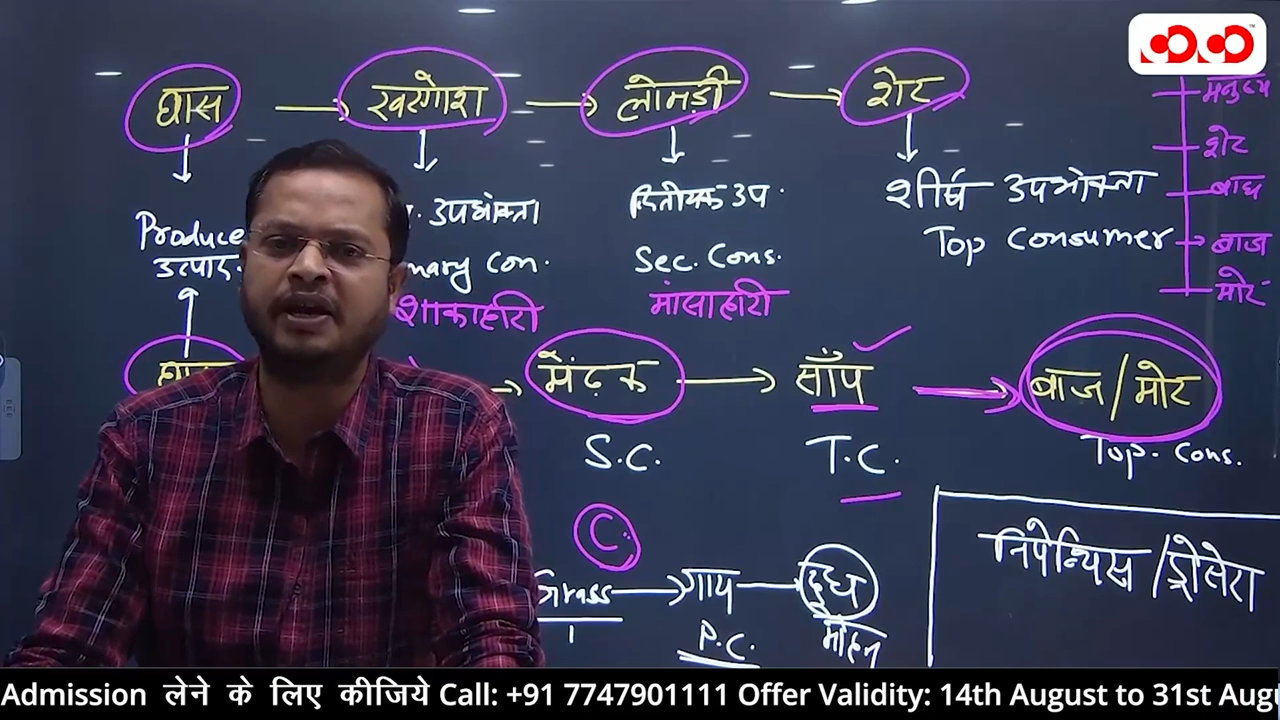 घास → खरगोश → लोमड़ी → शेर
मनुष्य
शेर
बाघ
बाज
मोर
Produce
उत्पाद
उपभोक्ता
mary con.
शाकाहारी
द्वितीयक उप.
Sec. Cons.
मांसाहारी
शीर्ष उपभोक्ता
Top Consumer
→ मेंढक → साँप → बाज / मोर
S.C.
T.C.
Top. Cons.
C
Grass → गाय — दूध
1
P.C.
मोहन
निपेन्थिस / ड्रोसेरा
Admission लेने के लिए कीजिये Call: +91 7747901111 Offer Validity: 14th August to 31st Aug